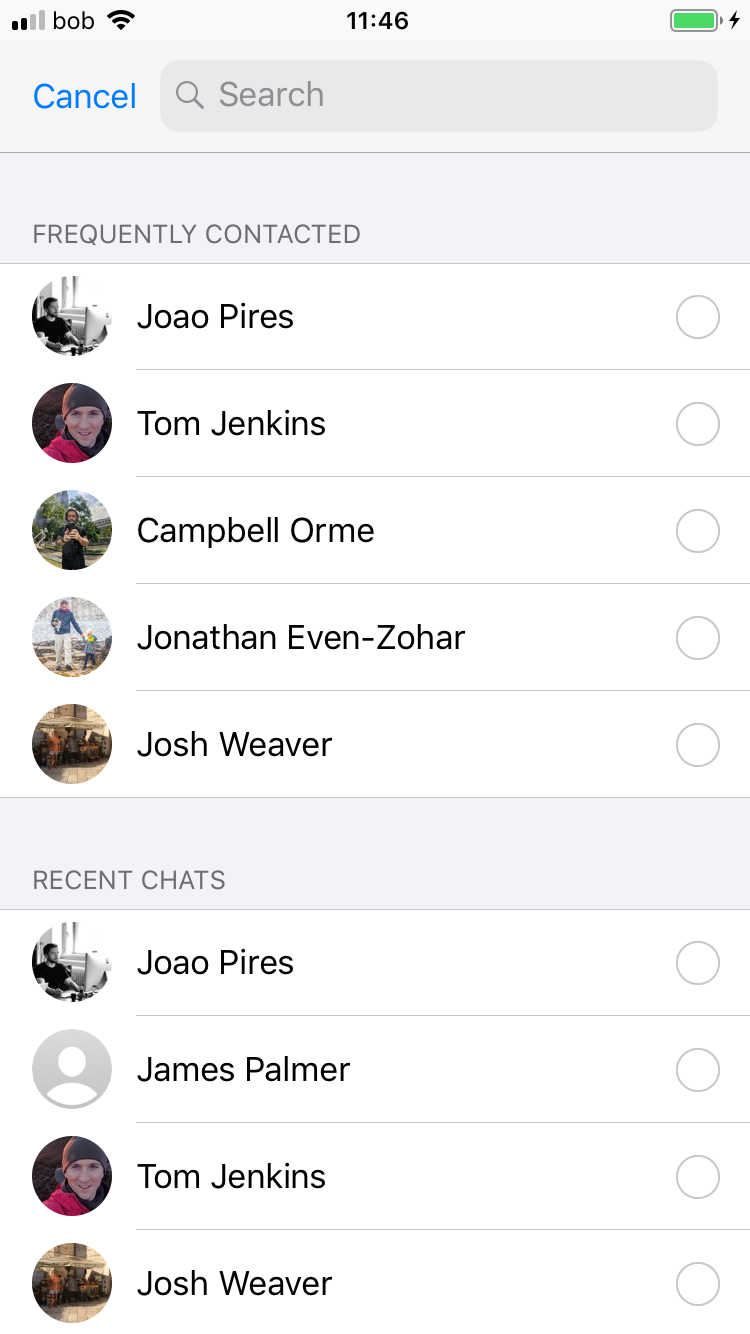 bob 11:46
Cancel Search
FREQUENTLY CONTACTED
Joao Pires
Tom Jenkins
Campbell Orme
Jonathan Even-Zohar
Josh Weaver
RECENT CHATS
Joao Pires
James Palmer
Tom Jenkins
Josh Weaver